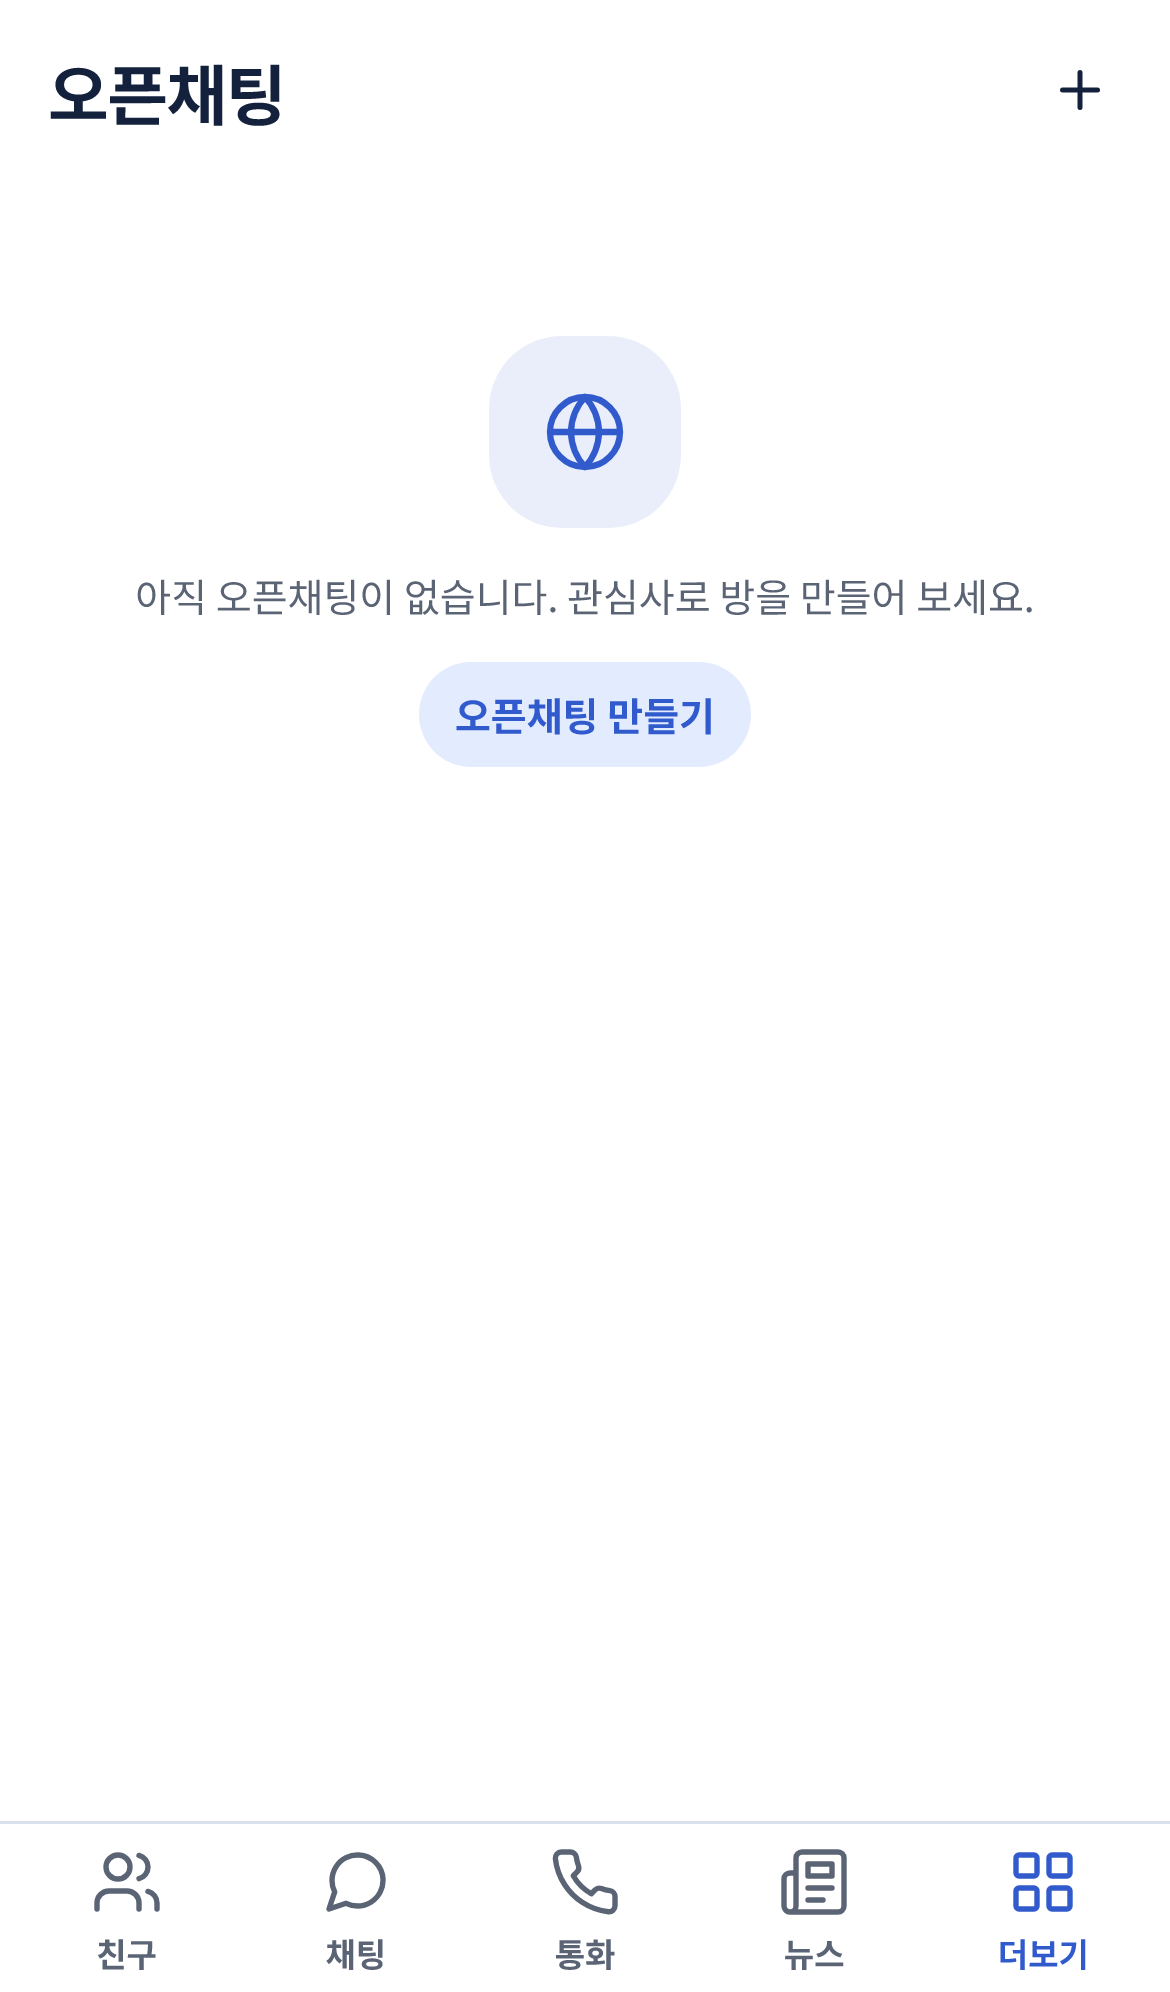 오픈채팅
아직 오픈채팅이 없습니다. 관심사로 방을 만들어 보세요.
오픈채팅 만들기
친구
채팅
통화
뉴스
더보기